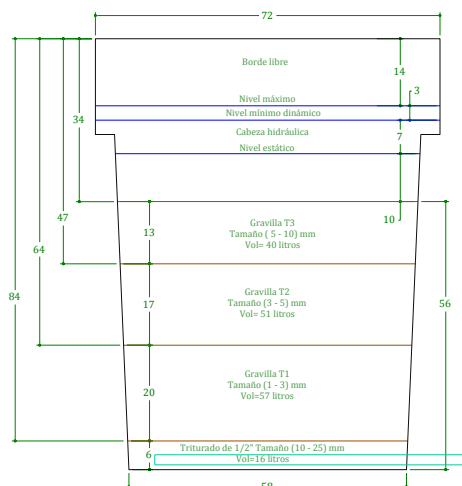 72
Borde libre
14
Nivel máximo
3
Nivel mínimo dinámico
34
Cabeza hidráulica
7
Nivel estático
10
47
13
Gravilla T3
Tamaño ( 5 - 10) mm
Vol= 40 litros
64
56
84
17
Gravilla T2
Tamaño (3 - 5) mm
Vol= 51 litros
20
Gravilla T1
Tamaño (1 - 3) mm
Vol=57 litros
6
Triturado de 1/2" Tamaño (10 - 25) mm
Vol=16 litros
58